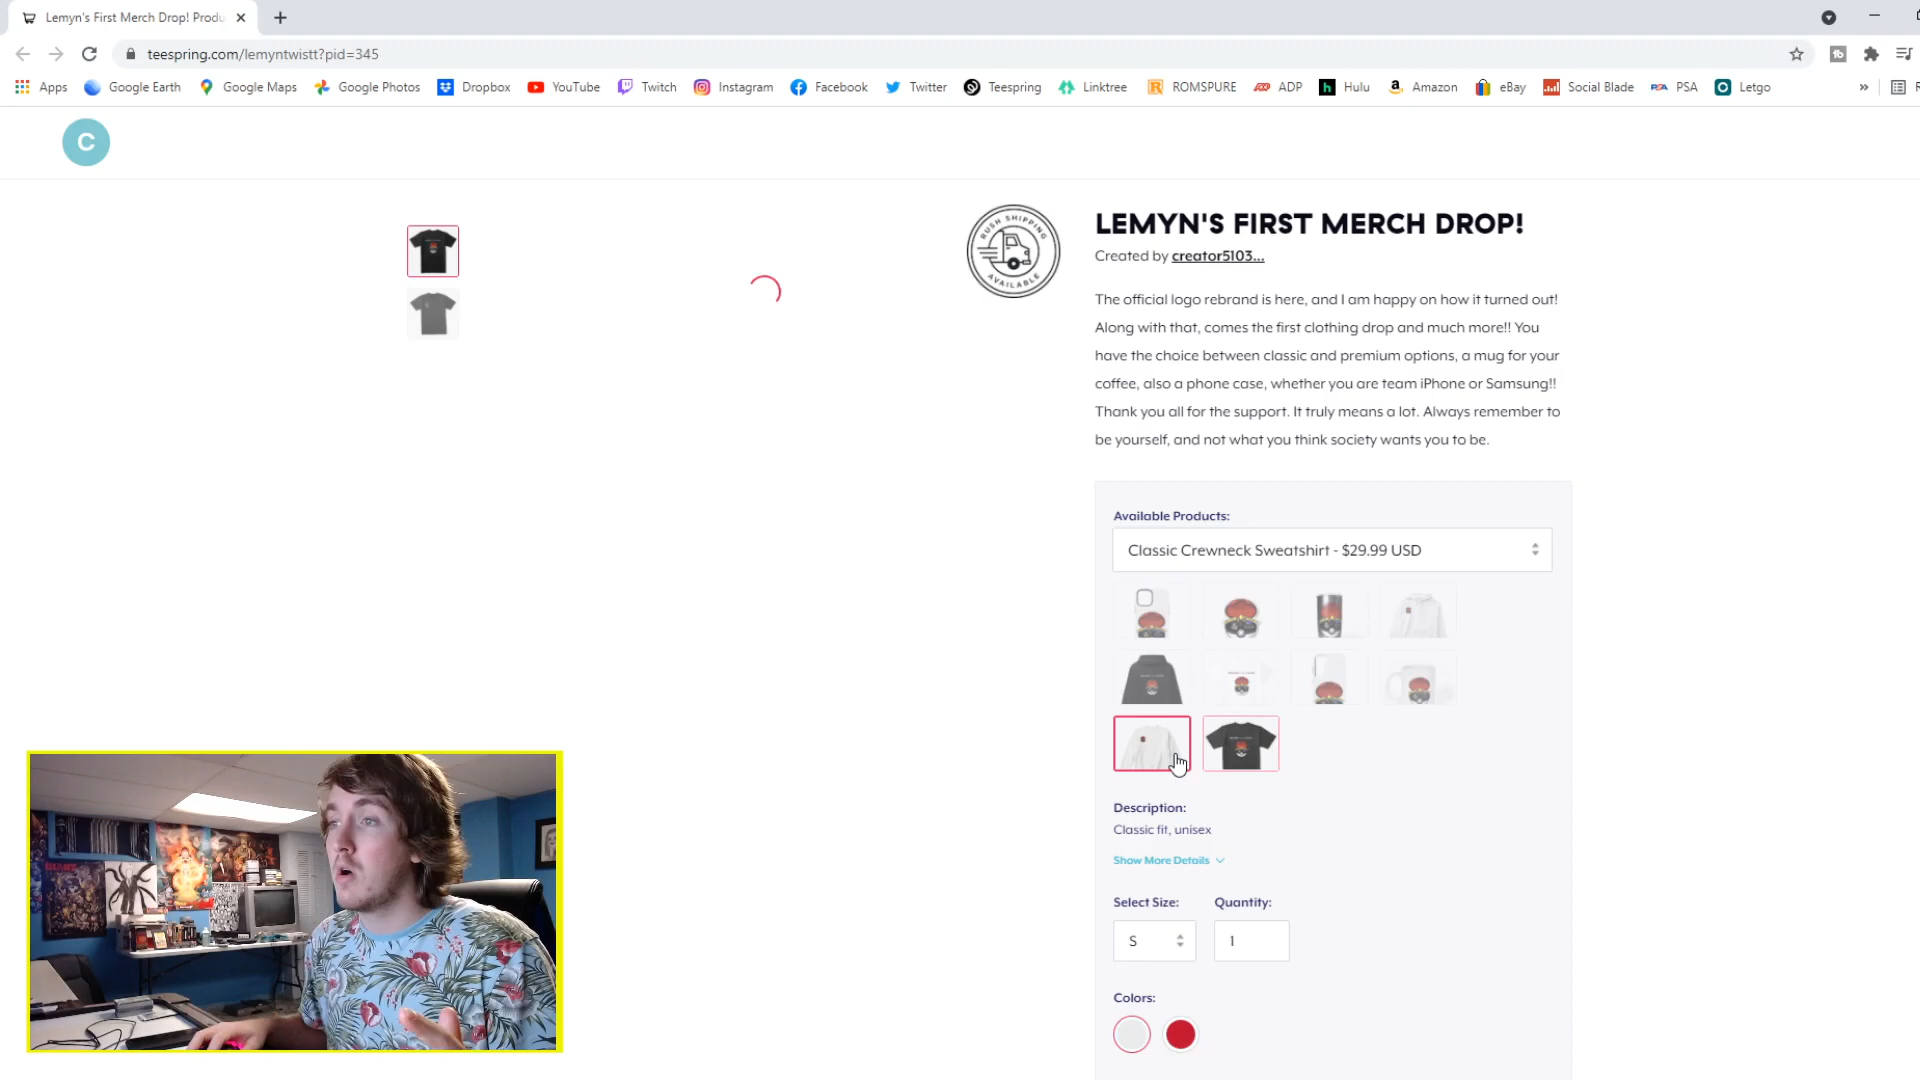 Lemyn's First Merch Drop! Produ
teespring.com/lemyntwistt?pid=345
Apps Google Earth Google Maps Google Photos Dropbox YouTube Twitch Instagram Facebook Twitter Teespring Linktree ROMSPURE ADP Hulu Amazon eBay Social Blade PSA Letgo » R
C
RUSH SHIPPING
AVAILABLE
LEMYN'S FIRST MERCH DROP!
Created by creator5103...
The official logo rebrand is here, and I am happy on how it turned out!
Along with that, comes the first clothing drop and much more!! You
have the choice between classic and premium options, a mug for your
coffee, also a phone case, whether you are team iPhone or Samsung!!
Thank you all for the support. It truly means a lot. Always remember to
be yourself, and not what you think society wants you to be.
Available Products:
Classic Crewneck Sweatshirt - $29.99 USD
Description:
Classic fit, unisex
Show More Details
Select Size: Quantity:
S 1
Colors: